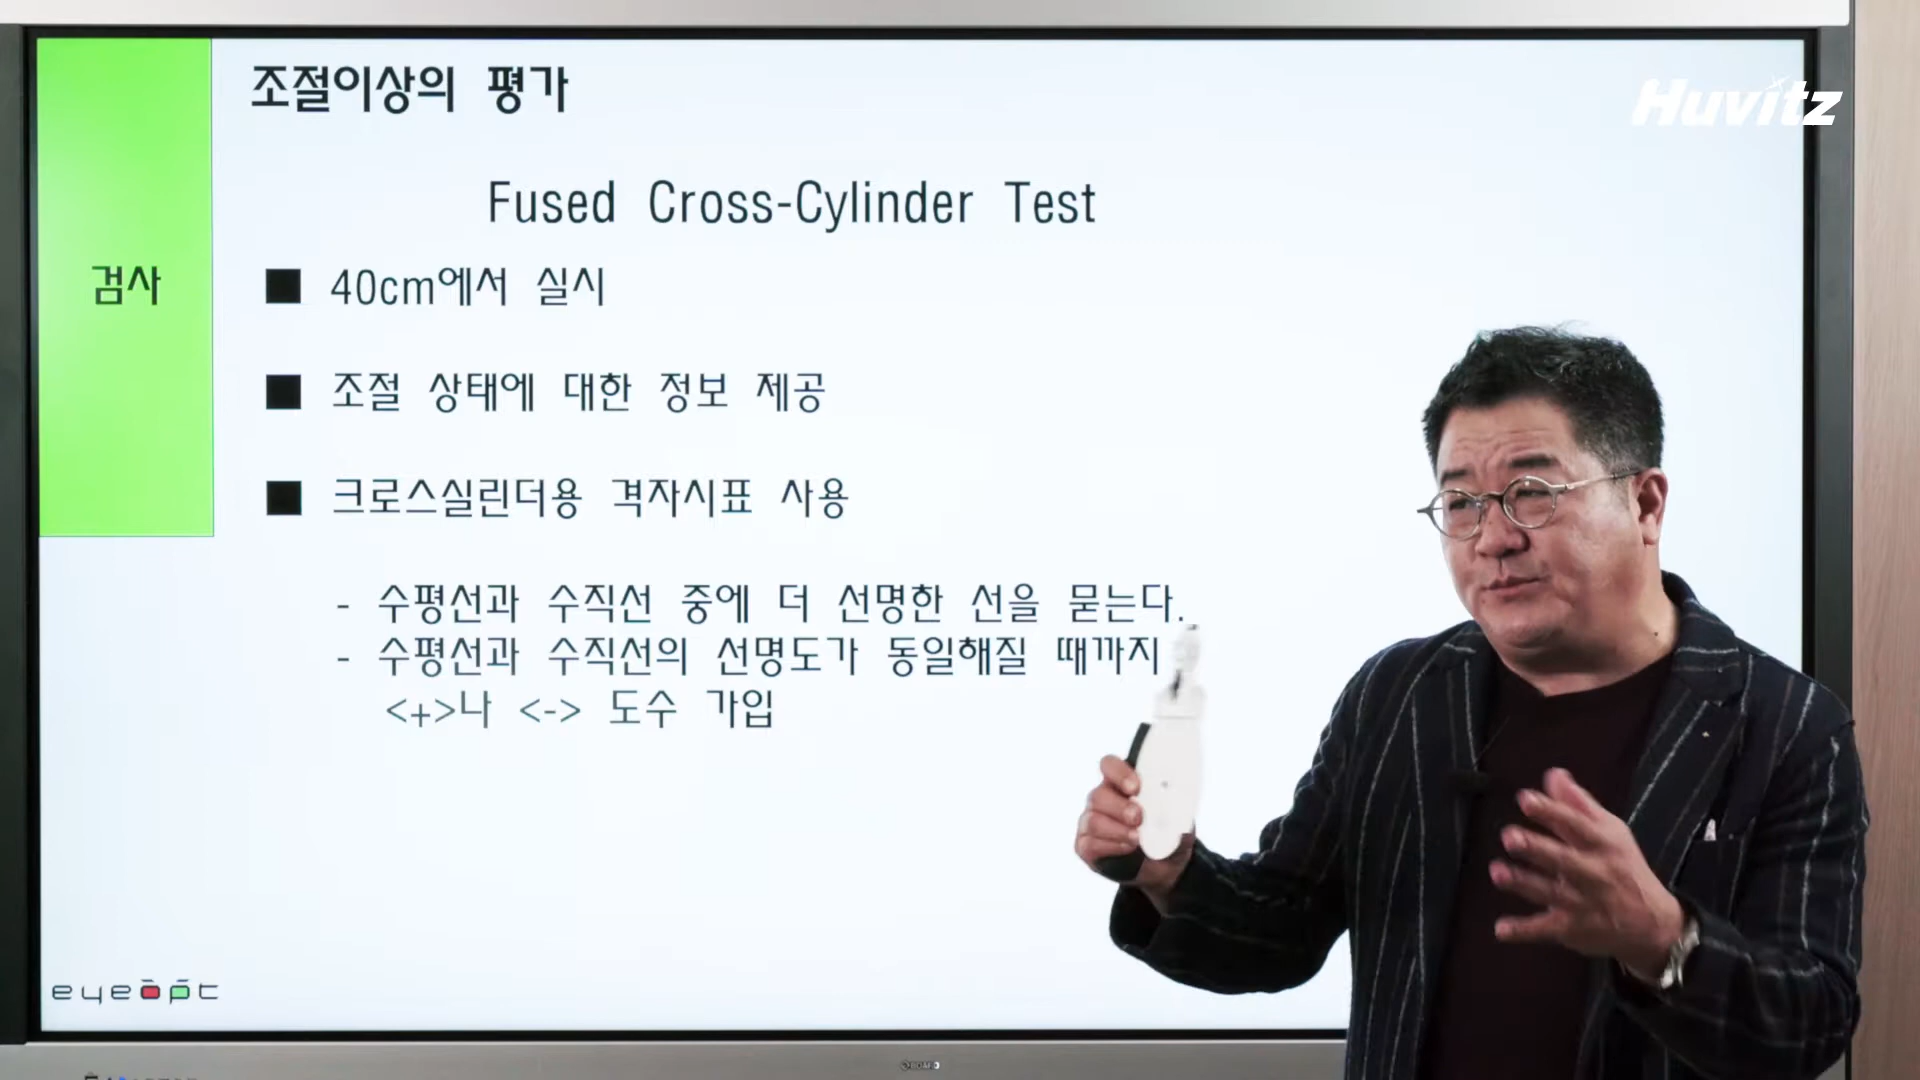 조절이상의 평가
Huvitz
Fused Cross-Cylinder Test
검사
■ 40cm에서 실시
■ 조절 상태에 대한 정보 제공
■ 크로스실린더용 격자시표 사용
- 수평선과 수직선 중에 더 선명한 선을 묻는다.
- 수평선과 수직선의 선명도가 동일해질 때까지
<+>나 <-> 도수 가입
eyeopt